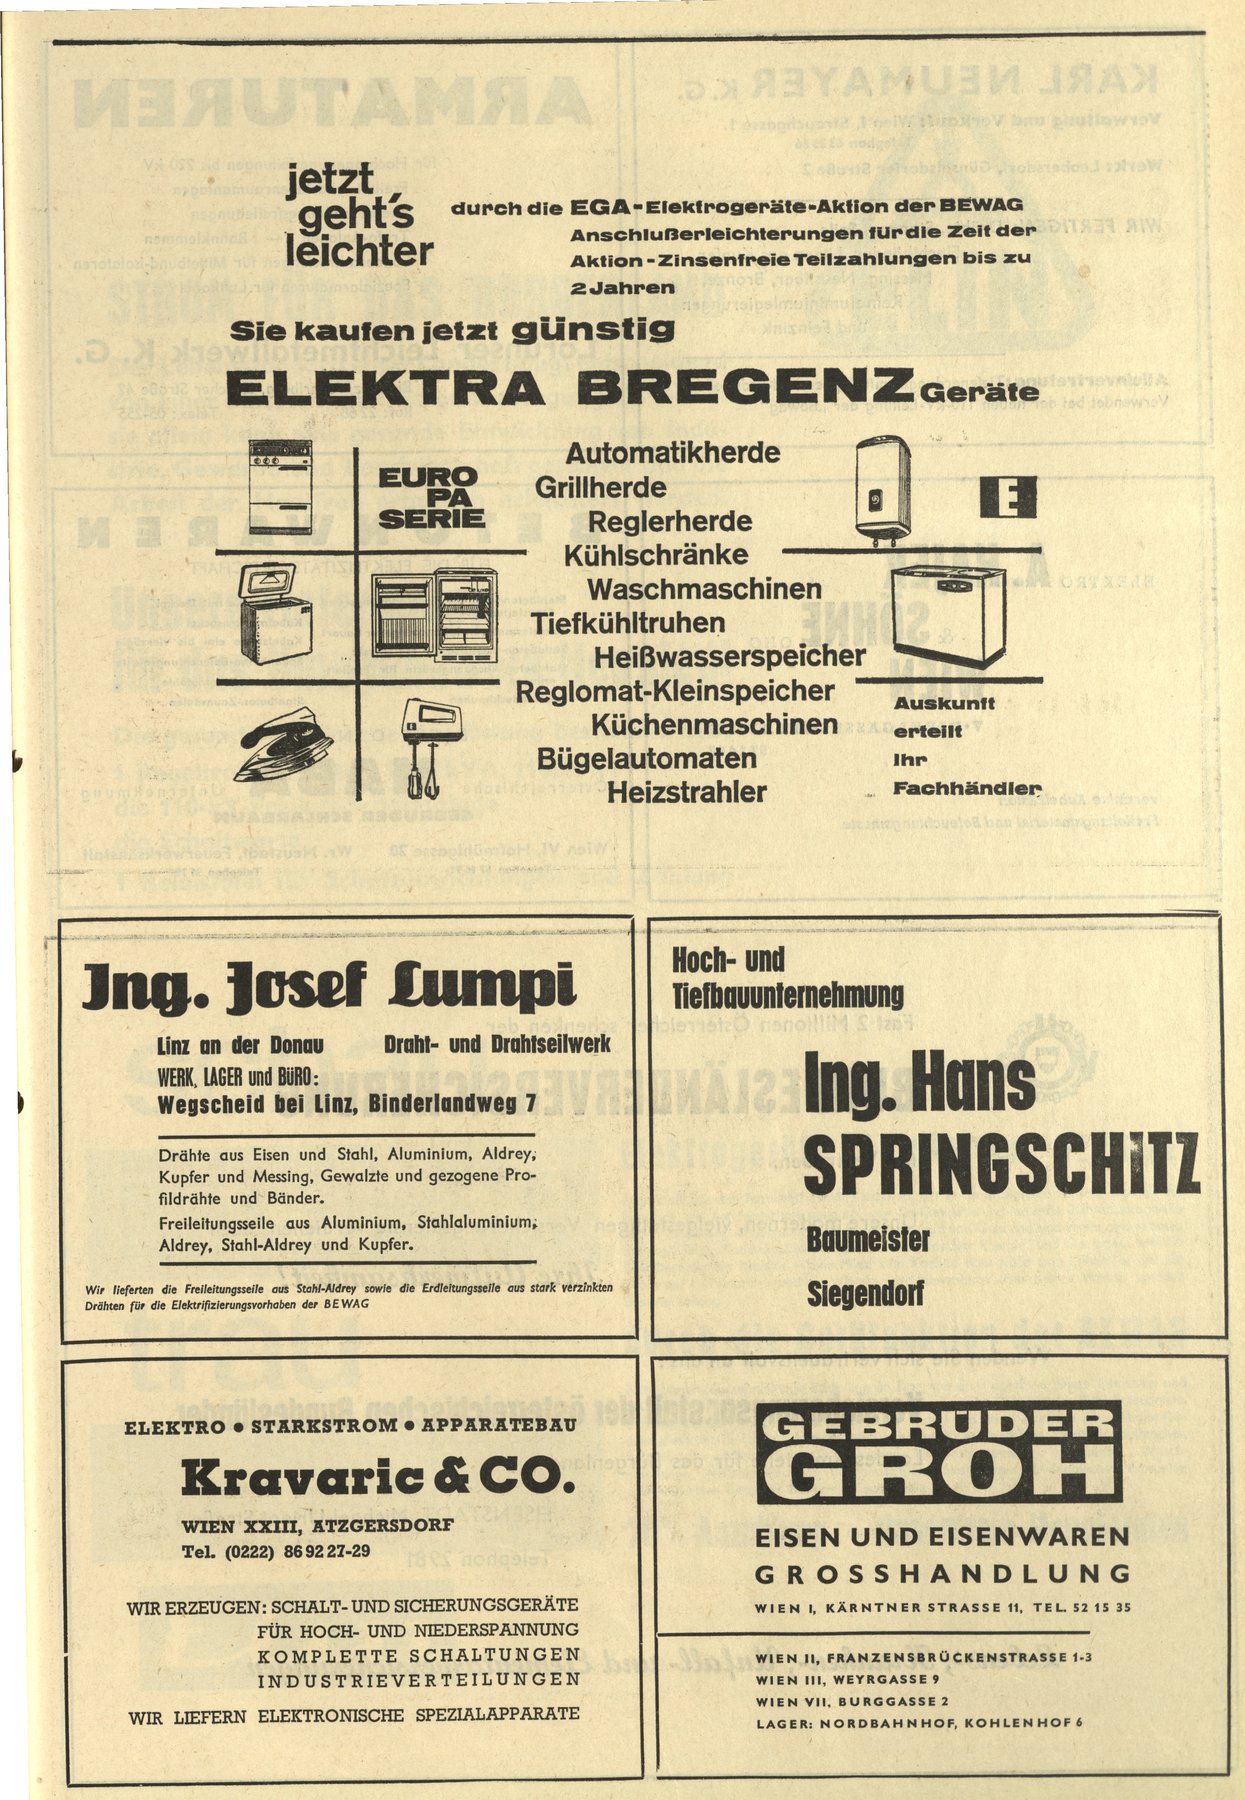 jetzt
geht's
leichter
durch die EGA-Elektrogeräte-Aktion der BEWAG
Anschlußerleichterungen für die Zeit der
Aktion-Zinsenfreie Teilzahlungen bis zu
2 Jahren
Sie kaufen jetzt günstig
ELEKTRA BREGENZ Geräte
EURO
PA
SERIE
Automatikherde
Grillherde
Reglerherde
Kühlschränke
Waschmaschinen
Tiefkühltruhen
Heißwasserspeicher
Reglomat-Kleinspeicher
Küchenmaschinen
Bügelautomaten
Heizstrahler
E
Auskunft
erteilt
Ihr
Fachhändler
Ing. Josef Lumpi
Linz an der Donau Draht- und Drahtseilwerk
WERK, LAGER und BÜRO:
Wegscheid bei Linz, Binderlandweg 7
Drähte aus Eisen und Stahl, Aluminium, Aldrey,
Kupfer und Messing, Gewalzte und gezogene Pro-
fildrähte und Bänder.
Freileitungsseile aus Aluminium, Stahlaluminium,
Aldrey, Stahl-Aldrey und Kupfer.
Wir lieferten die Freileitungsseile aus Stahl-Aldrey sowie die Erdleitungsseile aus stark verzinkten
Drähten für die Elektrifizierungsvorhaben der BEWAG
Hoch- und
Tiefbauunternehmung
Ing. Hans
SPRINGSCHITZ
Baumeister
Siegendorf
ELEKTRO • STARKSTROM • APPARATEBAU
Kravaric & CO.
WIEN XXIII, ATZGERSDORF
Tel. (0222) 86 92 27-29
WIR ERZEUGEN: SCHALT- UND SICHERUNGSGERÄTE
FÜR HOCH- UND NIEDERSPANNUNG
KOMPLETTE SCHALTUNGEN
INDUSTRIEVERTEILUNGEN
WIR LIEFERN ELEKTRONISCHE SPEZIALAPPARATE
GEBRÜDER
GROH
EISEN UND EISENWAREN
GROSSHANDLUNG
WIEN I, KÄRNTNER STRASSE 11, TEL. 52 15 35
WIEN II, FRANZENSBRÜCKENSTRASSE 1-3
WIEN III, WEYRGASSE 9
WIEN VII, BURGGASSE 2
LAGER: NORDBAHNHOF, KOHLENHOF 6